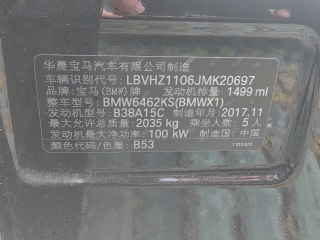 华晨宝马汽车有限公司制造
车辆识别代号: LBVHZ1106JMK20697
品牌: 宝马(BMW)牌 发动机排量: 1499 ml
整车型号: BMW6462KS(BMWX1)
发动机型号: B38A15C 制造年月: 2017.11
最大允许总质量: 2035 kg 乘坐人数: 5人
发动机最大净功率: 100 kW 制造国: 中国
颜色代码/色号: B53